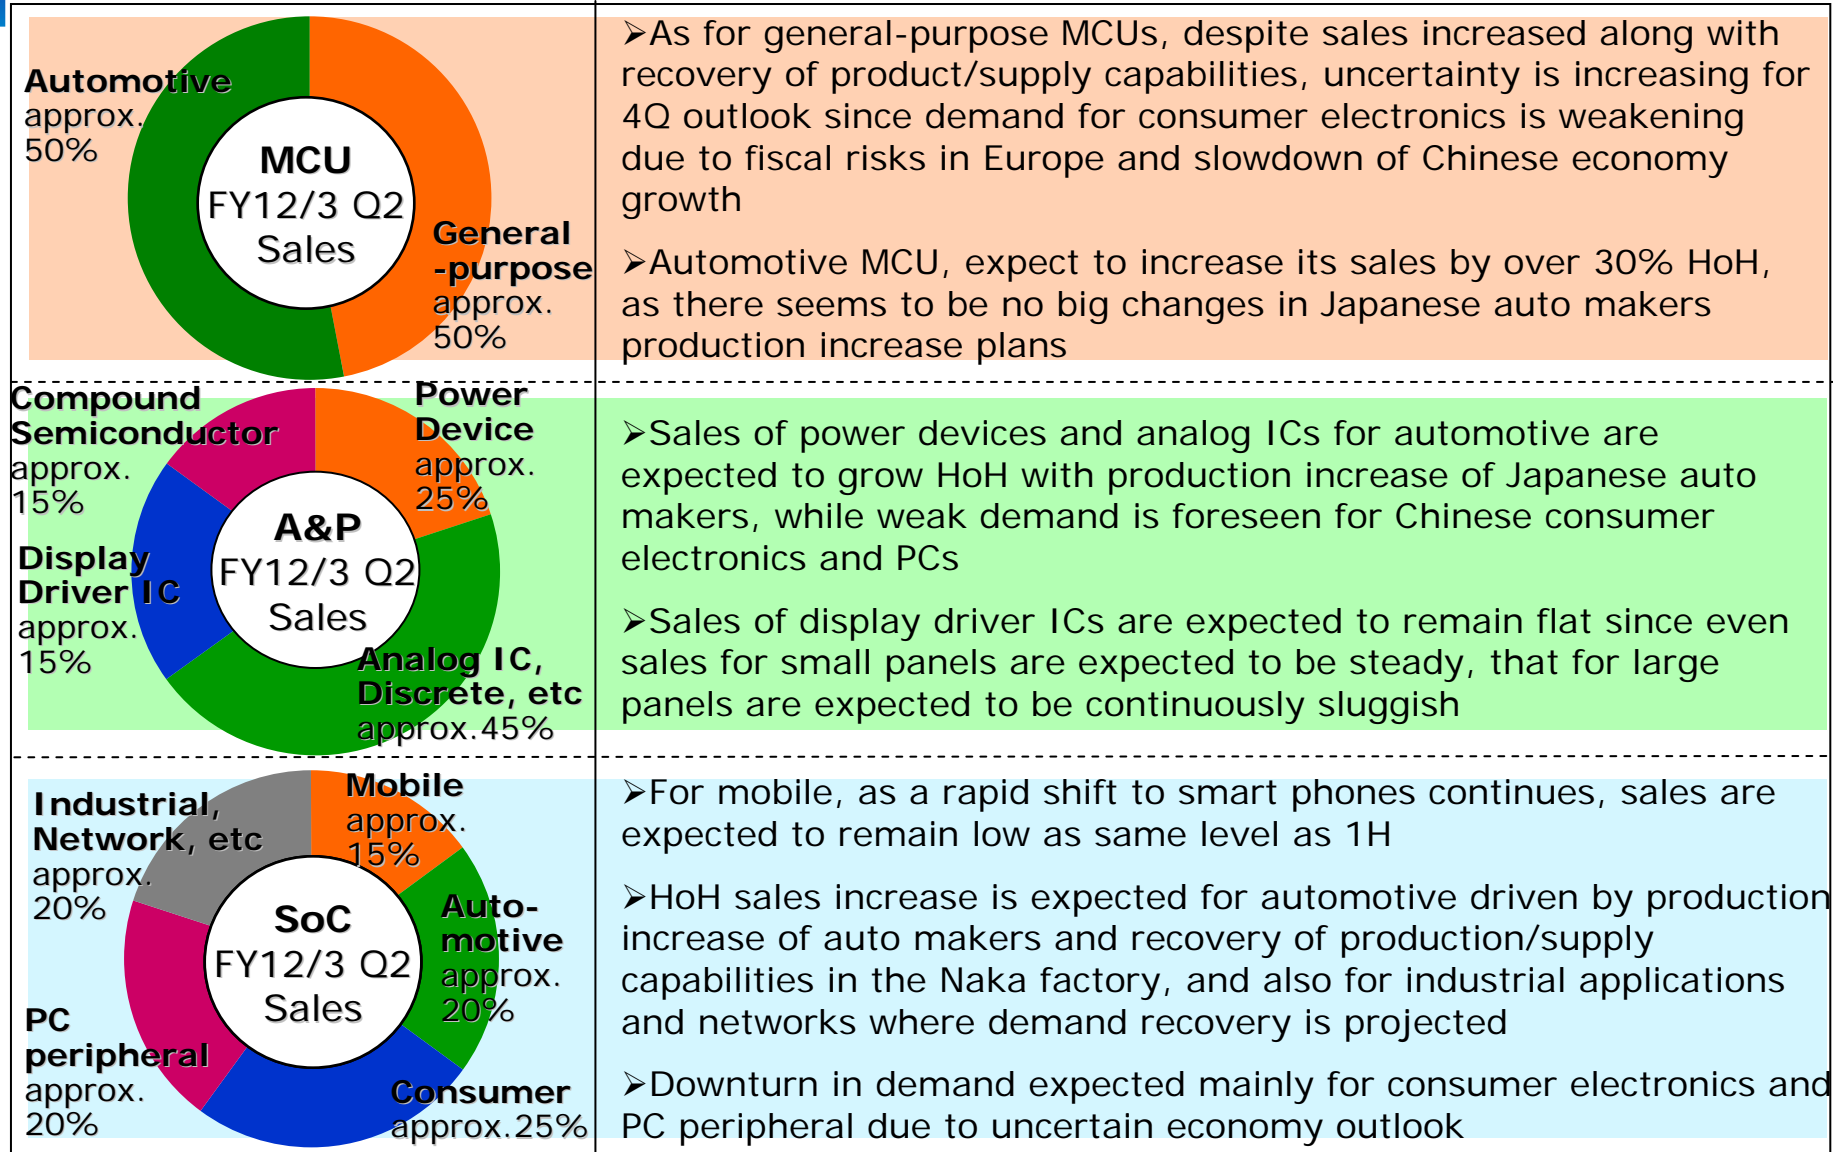 Automotive
approx.
50%
MCU
FY12/3 Q2
Sales
General
-purpose
approx.
50%
➢As for general-purpose MCUs, despite sales increased along with
recovery of product/supply capabilities, uncertainty is increasing for
4Q outlook since demand for consumer electronics is weakening
due to fiscal risks in Europe and slowdown of Chinese economy
growth
➢Automotive MCU, expect to increase its sales by over 30% HoH,
as there seems to be no big changes in Japanese auto makers
production increase plans
Compound
Semiconductor
approx.
15%
Power
Device
approx.
25%
Display
Driver IC
approx.
15%
A&P
FY12/3 Q2
Sales
Analog IC,
Discrete, etc
approx.45%
➢Sales of power devices and analog ICs for automotive are
expected to grow HoH with production increase of Japanese auto
makers, while weak demand is foreseen for Chinese consumer
electronics and PCs
➢Sales of display driver ICs are expected to remain flat since even
sales for small panels are expected to be steady, that for large
panels are expected to be continuously sluggish
Industrial,
Network, etc
approx.
20%
Mobile
approx.
15%
SoC
FY12/3 Q2
Sales
Auto-
motive
approx.
20%
PC
peripheral
approx.
20%
Consumer
approx.25%
➢For mobile, as a rapid shift to smart phones continues, sales are
expected to remain low as same level as 1H
➢HoH sales increase is expected for automotive driven by production
increase of auto makers and recovery of production/supply
capabilities in the Naka factory, and also for industrial applications
and networks where demand recovery is projected
➢Downturn in demand expected mainly for consumer electronics and
PC peripheral due to uncertain economy outlook